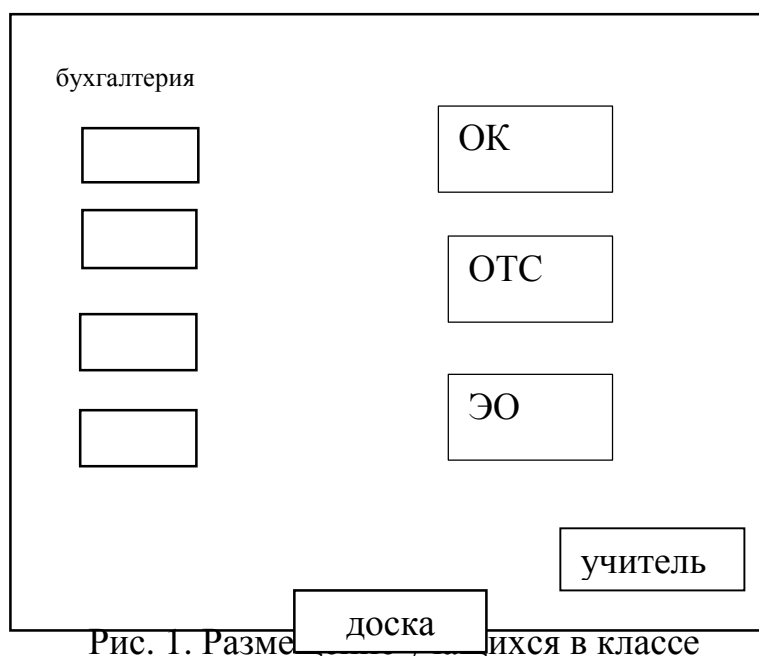 бухгалтерия
ОК
ОТС
ЭО
учитель
доска
Рис. 1. в классе